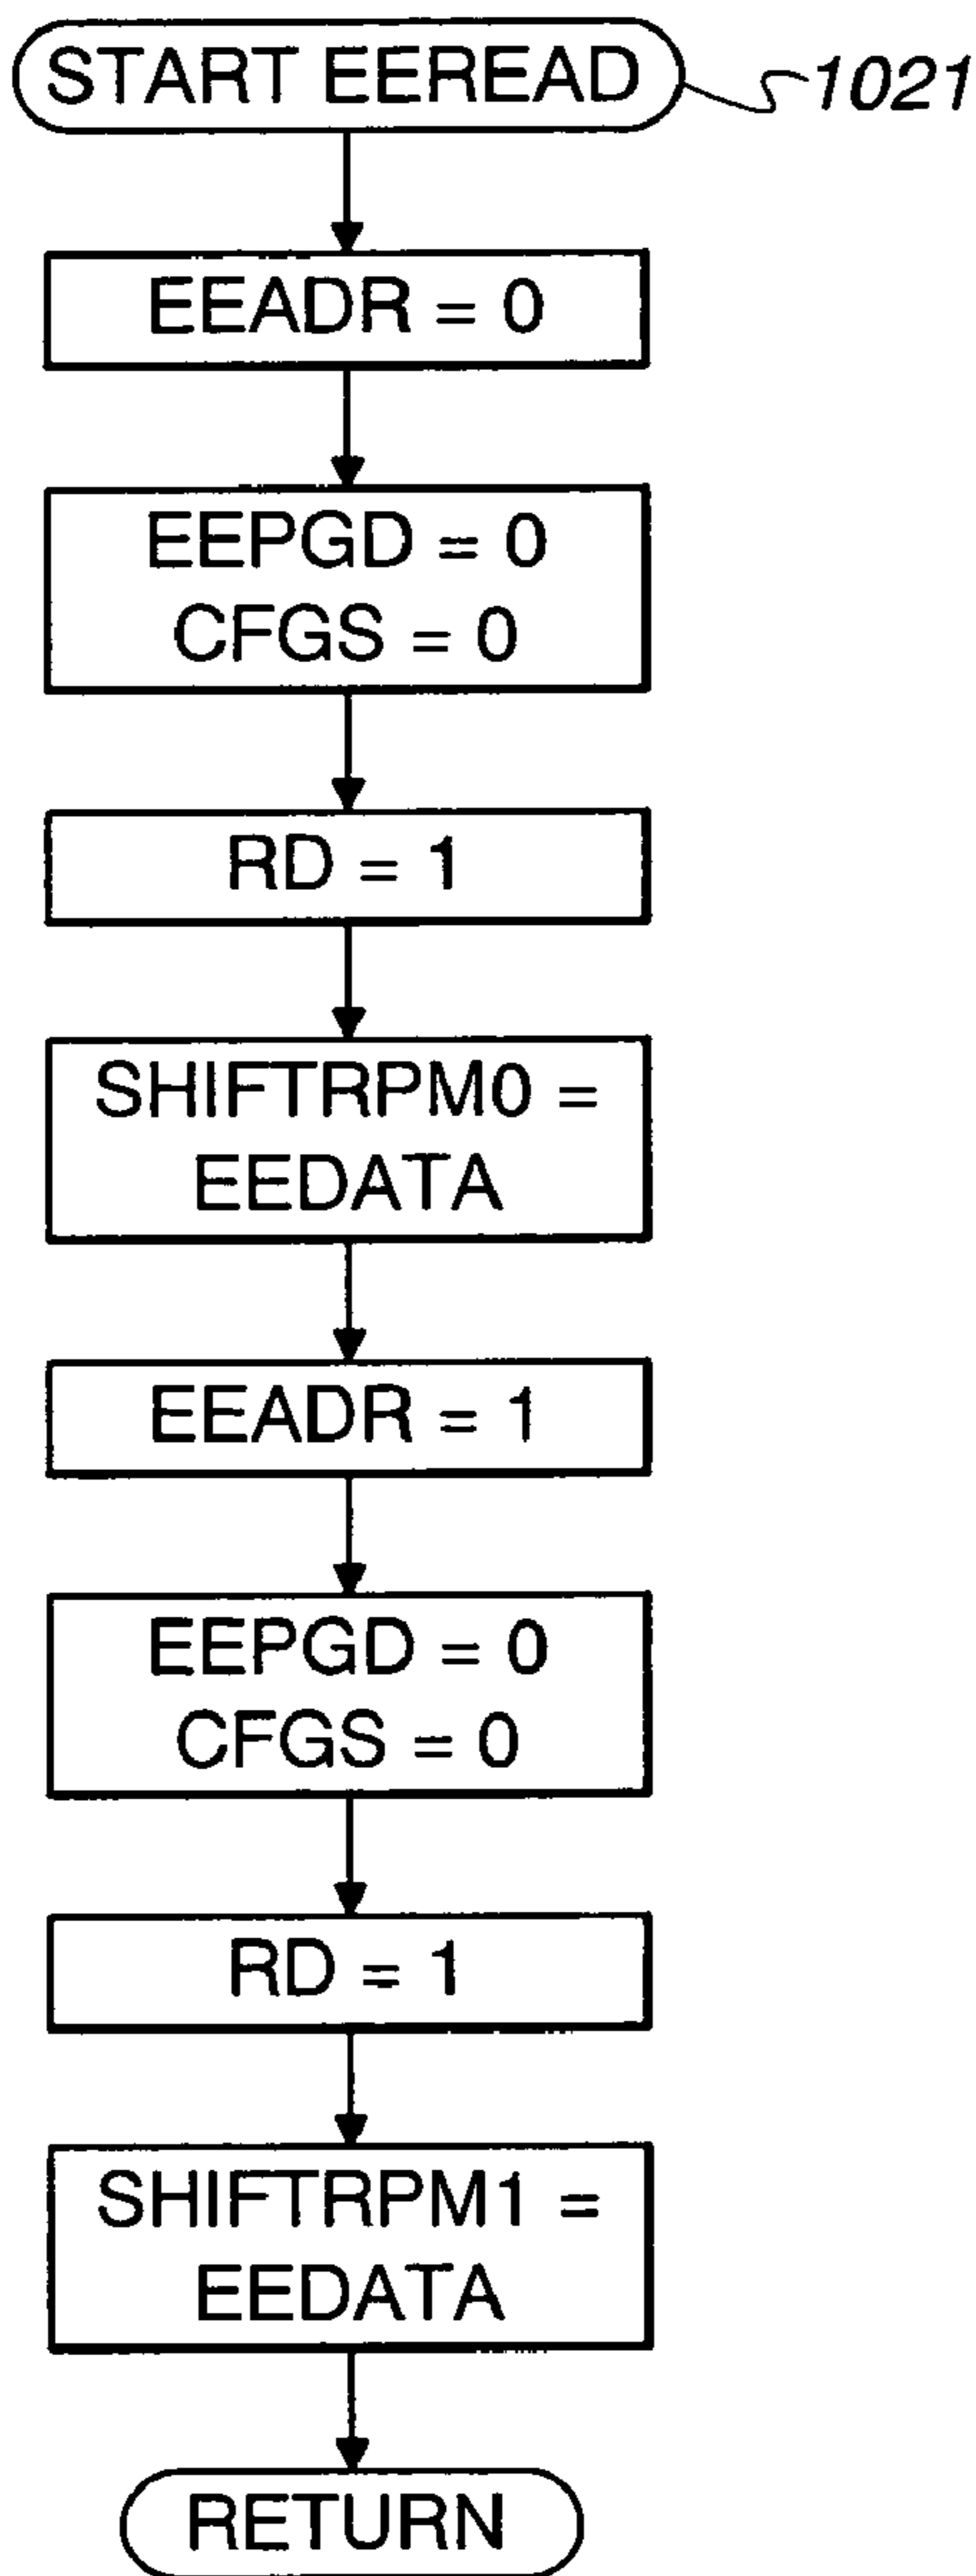 START EEREAD
1021
EEADR = 0
EEPGD = 0
CFGS = 0
RD = 1
SHIFTRPM0 =
EEDATA
EEADR = 1
EEPGD = 0
CFGS = 0
RD = 1
SHIFTRPM1 =
EEDATA
RETURN